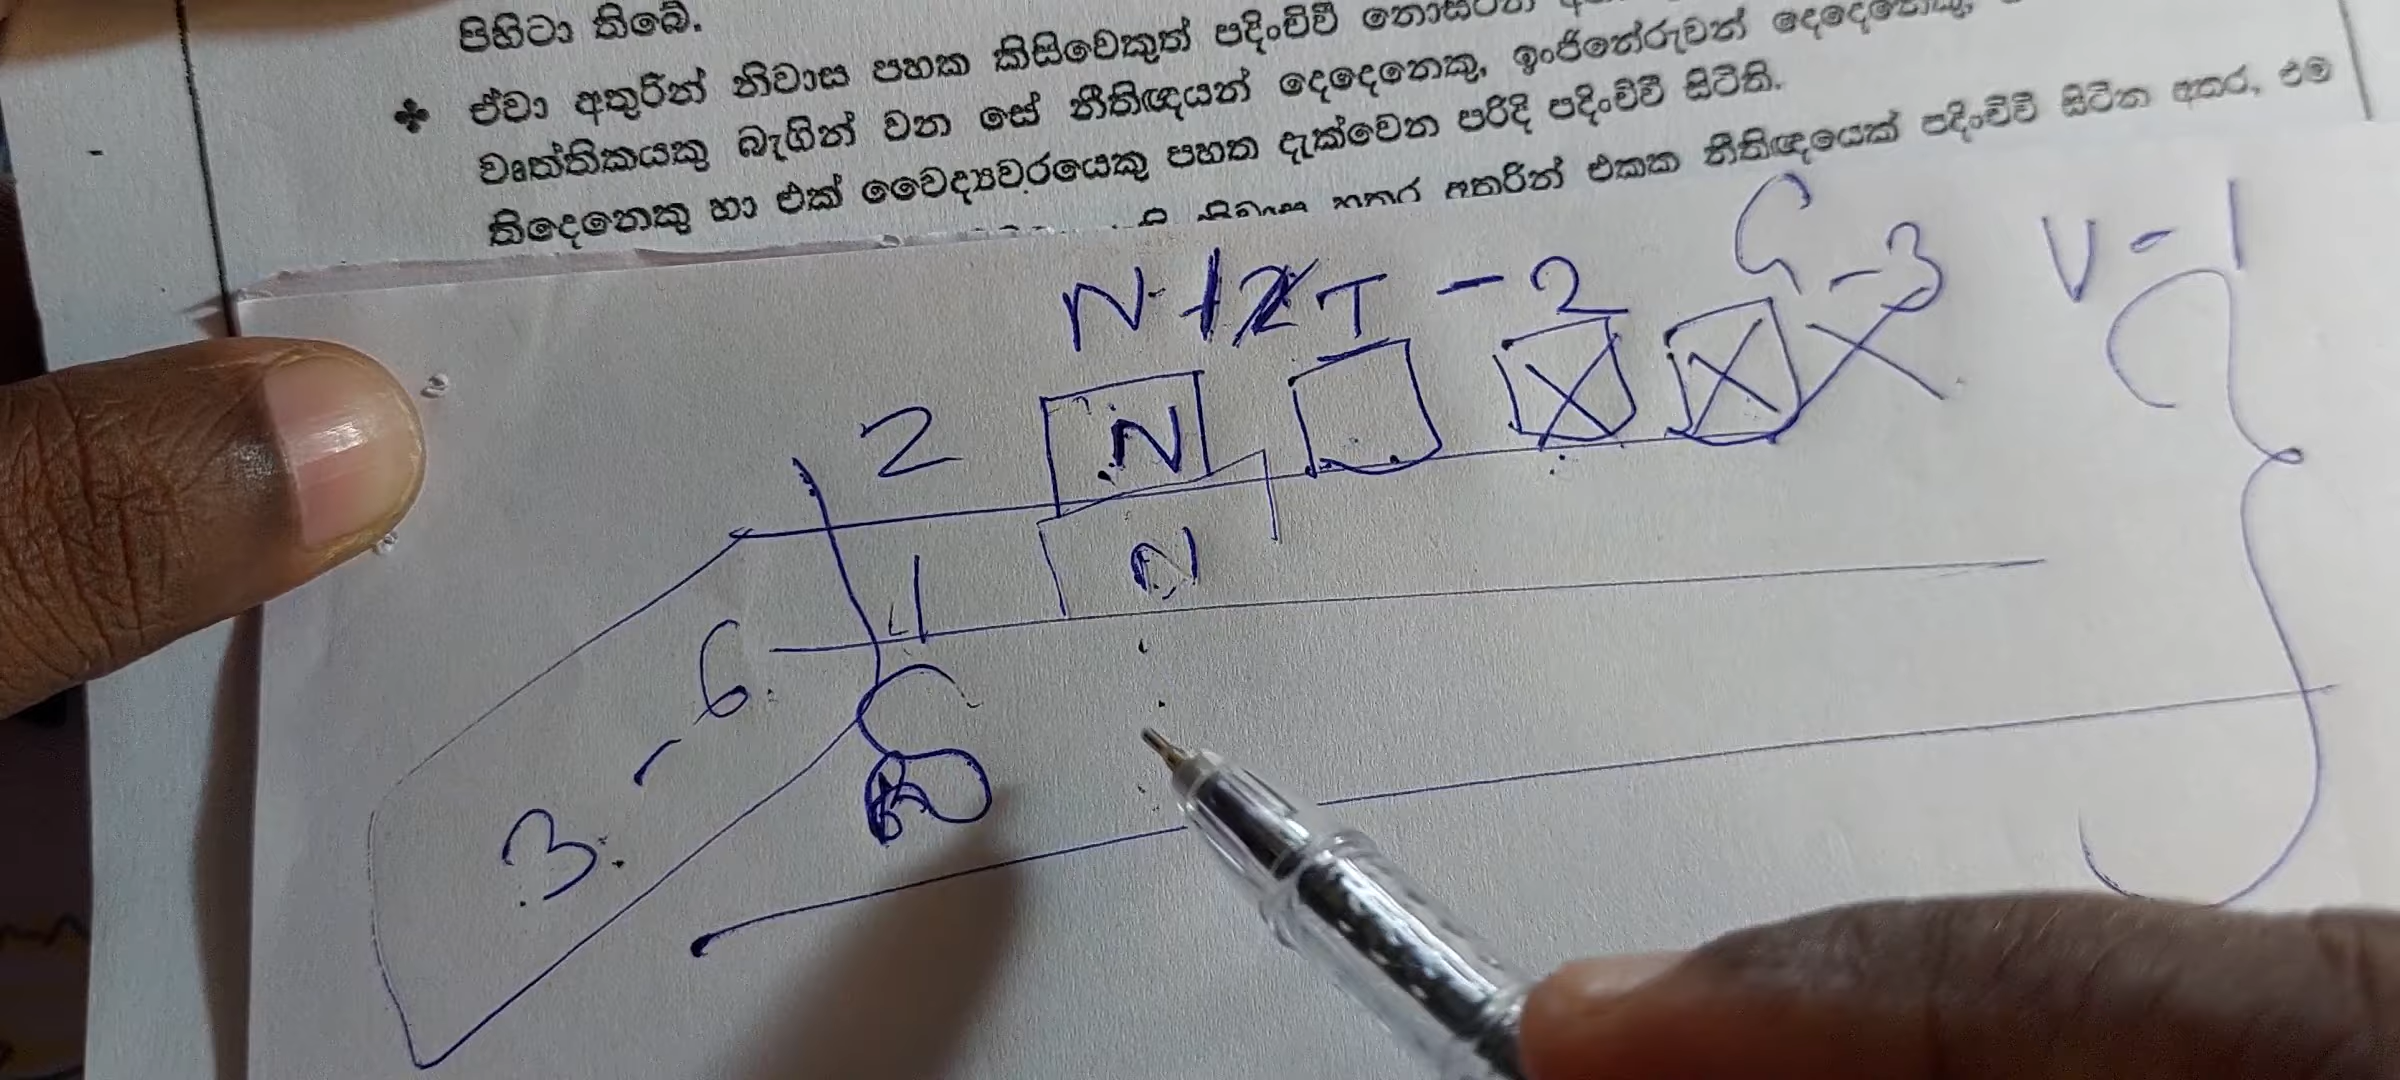 පිහිටා තිබේ.
❖ ඒවා අතුරින් නිවාස පහක කිසිවෙකුත් පදිංචිවී
වෘත්තිකයකු බැගින් වන සේ නීතිඥයන් දෙදෙනෙකු, ඉංජිනේරුවන් දෙදෙනෙකු,
තිදෙනෙකු හා එක් වෛද්‍යවරයෙකු පහත දැක්වෙන පරිදි පදිංචිවී සිටිති.
අතරින් එකක නීතිඥයෙක් පදිංචිවී සිටින අතර, එම
N - 2 T - 2 G - 3 V - 1
2 N
1 N
3. - 6